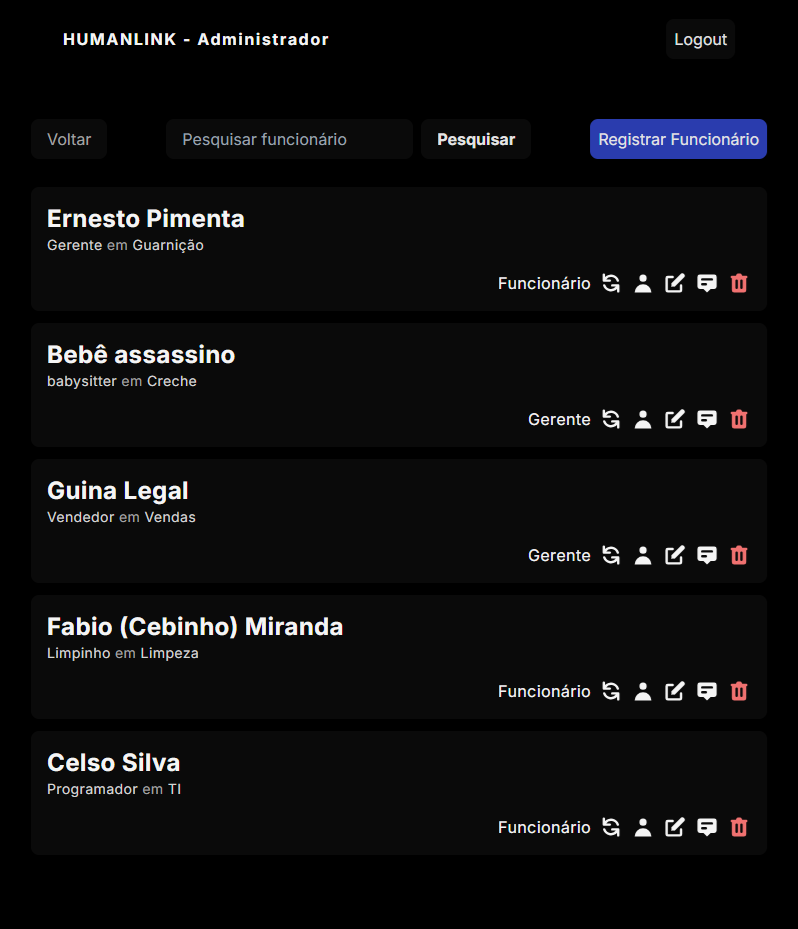 HUMANLINK - Administrador
Logout
Voltar
Pesquisar funcionário
Pesquisar
Registrar Funcionário
Ernesto Pimenta
Gerente em Guarnição
Funcionário
Bebê assassino
babysitter em Creche
Gerente
Guina Legal
Vendedor em Vendas
Gerente
Fabio (Cebinho) Miranda
Limpinho em Limpeza
Funcionário
Celso Silva
Programador em TI
Funcionário